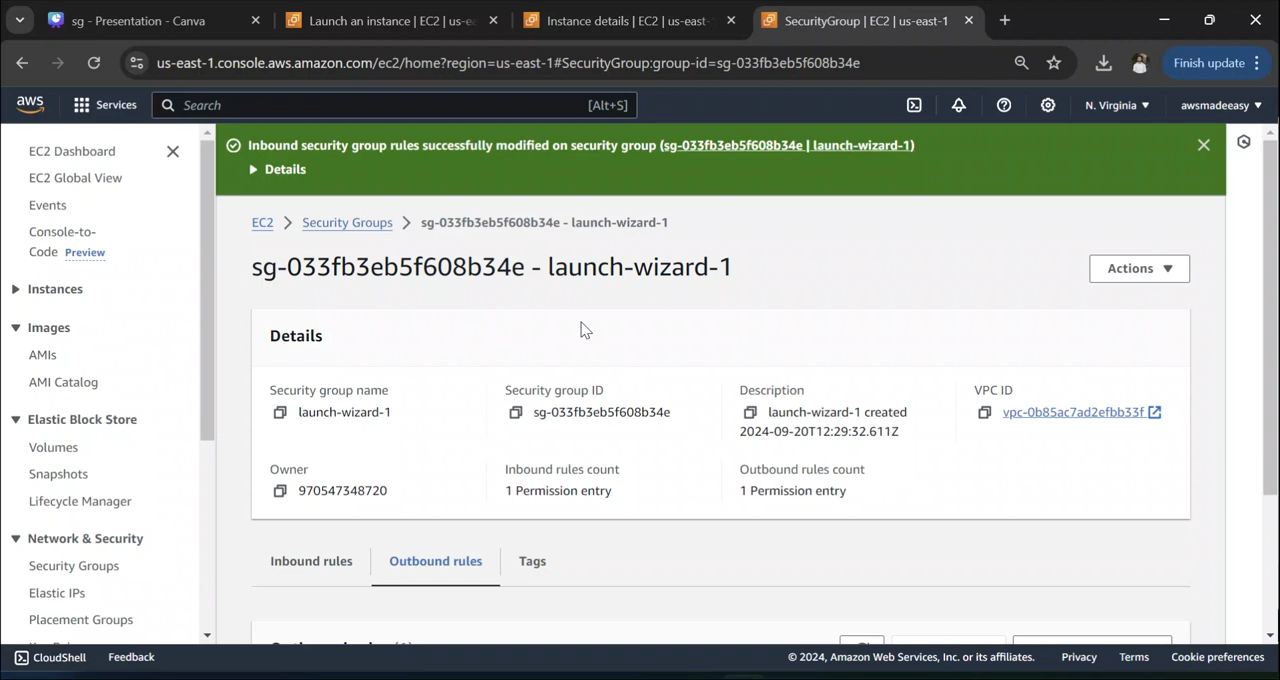 sg - Presentation - Canva
Launch an instance | EC2 | us-ea
Instance details | EC2 | us-east-
SecurityGroup | EC2 | us-east-1
us-east-1.console.aws.amazon.com/ec2/home?region=us-east-1#SecurityGroup:group-id=sg-033fb3eb5f608b34e
Finish update
aws
Services
Search
[Alt+S]
N. Virginia
awsmadeeasy
EC2 Dashboard
EC2 Global View
Events
Console-to-
Code Preview
Instances
Images
AMIs
AMI Catalog
Elastic Block Store
Volumes
Snapshots
Lifecycle Manager
Network & Security
Security Groups
Elastic IPs
Placement Groups
Inbound security group rules successfully modified on security group (sg-033fb3eb5f608b34e | launch-wizard-1)
Details
EC2
Security Groups
sg-033fb3eb5f608b34e - launch-wizard-1
sg-033fb3eb5f608b34e - launch-wizard-1
Actions
Details
Security group name
launch-wizard-1
Security group ID
sg-033fb3eb5f608b34e
Description
launch-wizard-1 created
2024-09-20T12:29:32.611Z
VPC ID
vpc-0b85ac7ad2efbb33f
Owner
970547348720
Inbound rules count
1 Permission entry
Outbound rules count
1 Permission entry
Inbound rules
Outbound rules
Tags
CloudShell
Feedback
© 2024, Amazon Web Services, Inc. or its affiliates.
Privacy
Terms
Cookie preferences